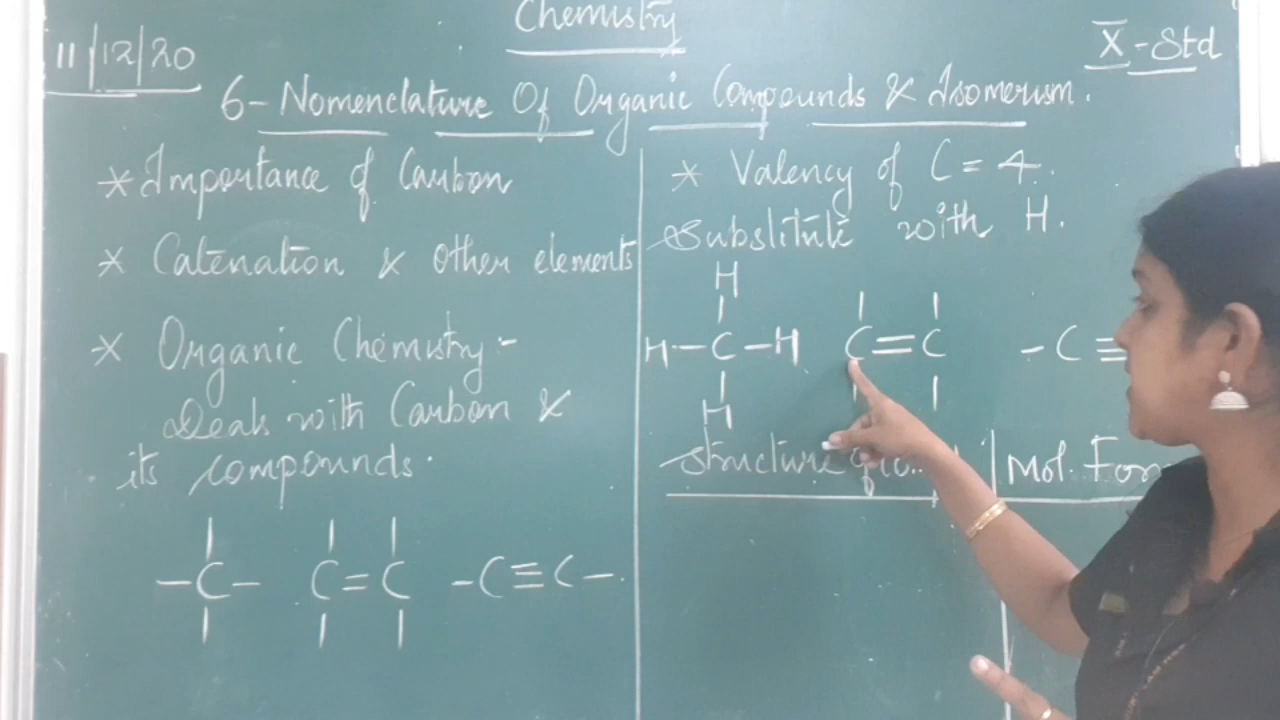 Chemistry
11/12/20
X-Std
6-Nomenclature Of Organic Compounds & Isomerism.
* Importance of Carbon
* Catenation & Other elements
* Organic Chemistry:-
Deals with Carbon &
its compounds.
-C- C=C -C≡C-.
* Valency of C = 4.
Substitute with H.
H
H-C-H C=C -C≡
H
Structure of | Mol. For